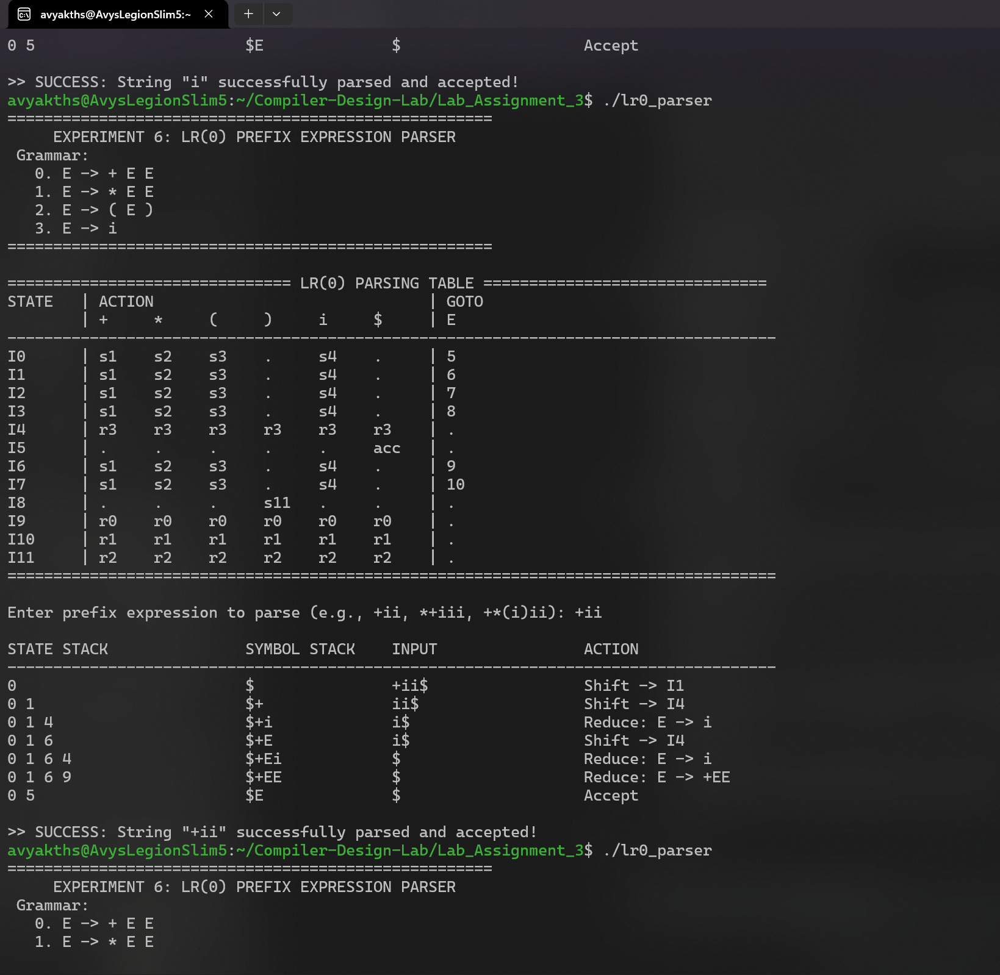 avyakths@AvysLegionSlim5:~
0 5                       $E              $                    Accept
>> SUCCESS: String "i" successfully parsed and accepted!
avyakths@AvysLegionSlim5:~/Compiler-Design-Lab/Lab_Assignment_3$ ./lr0_parser
=====================================================
     EXPERIMENT 6: LR(0) PREFIX EXPRESSION PARSER
 Grammar:
   0. E -> + E E
   1. E -> * E E
   2. E -> ( E )
   3. E -> i
=====================================================
=============================== LR(0) PARSING TABLE ===============================
STATE   | ACTION                              | GOTO
        | +     *     (     )     i     $     | E
------------------------------------------------------------------------------------
I0      | s1    s2    s3    .     s4    .     | 5
I1      | s1    s2    s3    .     s4    .     | 6
I2      | s1    s2    s3    .     s4    .     | 7
I3      | s1    s2    s3    .     s4    .     | 8
I4      | r3    r3    r3    r3    r3    r3    | .
I5      | .     .     .     .     .     acc   | .
I6      | s1    s2    s3    .     s4    .     | 9
I7      | s1    s2    s3    .     s4    .     | 10
I8      | .     .     .     s11   .     .     | .
I9      | r0    r0    r0    r0    r0    r0    | .
I10     | r1    r1    r1    r1    r1    r1    | .
I11     | r2    r2    r2    r2    r2    r2    | .
====================================================================================
Enter prefix expression to parse (e.g., +ii, *+iii, +*(i)ii): +ii
STATE STACK               SYMBOL STACK    INPUT                ACTION
------------------------------------------------------------------------------------
0                         $               +ii$                 Shift -> I1
0 1                       $+              ii$                  Shift -> I4
0 1 4                     $+i             i$                   Reduce: E -> i
0 1 6                     $+E             i$                   Shift -> I4
0 1 6 4                   $+Ei            $                    Reduce: E -> i
0 1 6 9                   $+EE            $                    Reduce: E -> +EE
0 5                       $E              $                    Accept
>> SUCCESS: String "+ii" successfully parsed and accepted!
avyakths@AvysLegionSlim5:~/Compiler-Design-Lab/Lab_Assignment_3$ ./lr0_parser
=====================================================
     EXPERIMENT 6: LR(0) PREFIX EXPRESSION PARSER
 Grammar:
   0. E -> + E E
   1. E -> * E E